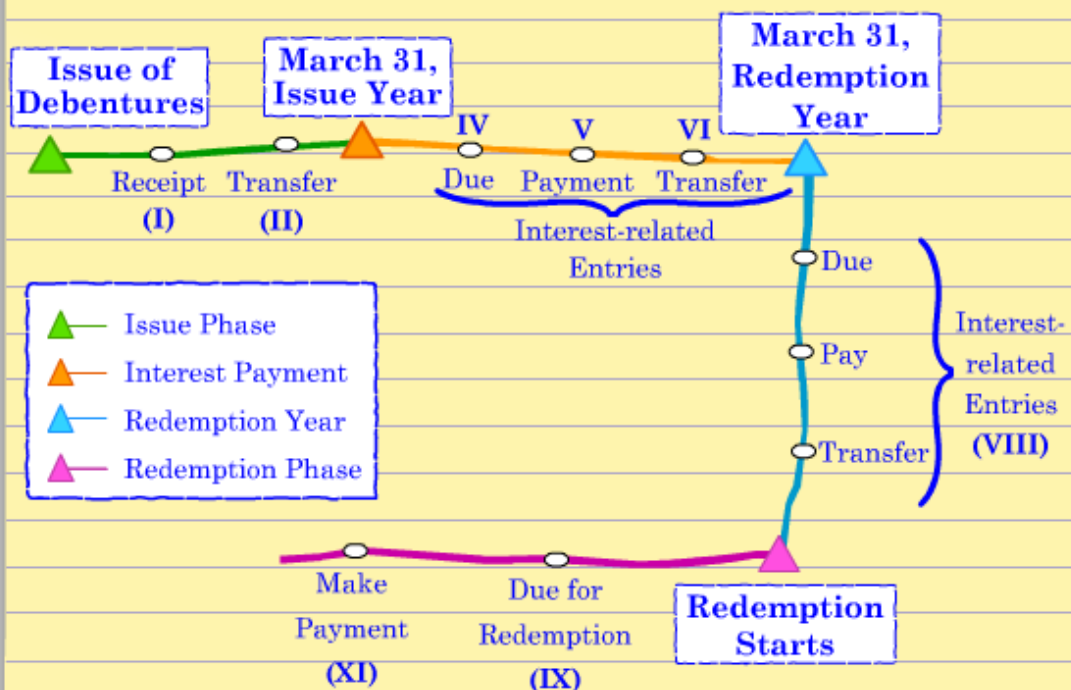 Issue of
Debentures
March 31,
Issue Year
March 31,
Redemption
Year
Receipt
(I)
Transfer
(II)
IV
V
VI
Due
Payment
Transfer
Interest-related
Entries
Due
Pay
Transfer
Interest-
related
Entries
(VIII)
Issue Phase
Interest Payment
Redemption Year
Redemption Phase
Redemption
Starts
Due for
Redemption
(IX)
Make
Payment
(XI)